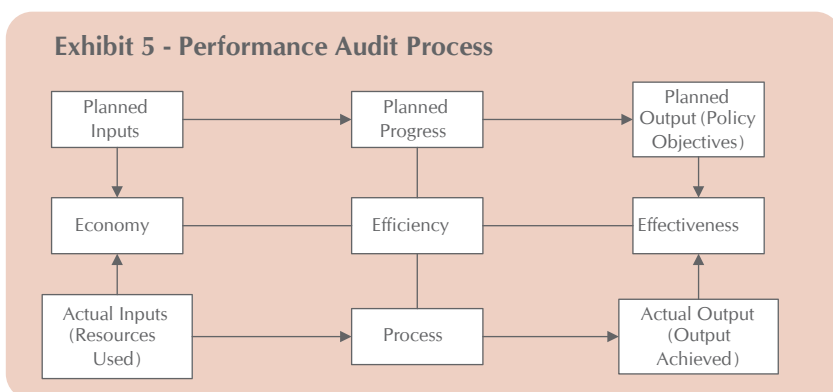 Exhibit 5 - Performance Audit Process
Planned
Inputs
Planned
Progress
Planned
Output (Policy
Objectives)
Economy
Efficiency
Effectiveness
Actual Inputs
(Resources
Used)
Process
Actual Output
(Output
Achieved)